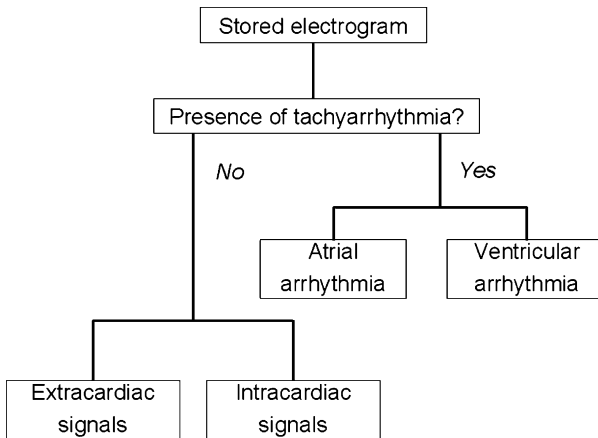 Stored electrogram
Presence of tachyarrhythmia?
No
Yes
Atrial
arrhythmia
Ventricular
arrhythmia
Extracardiac
signals
Intracardiac
signals